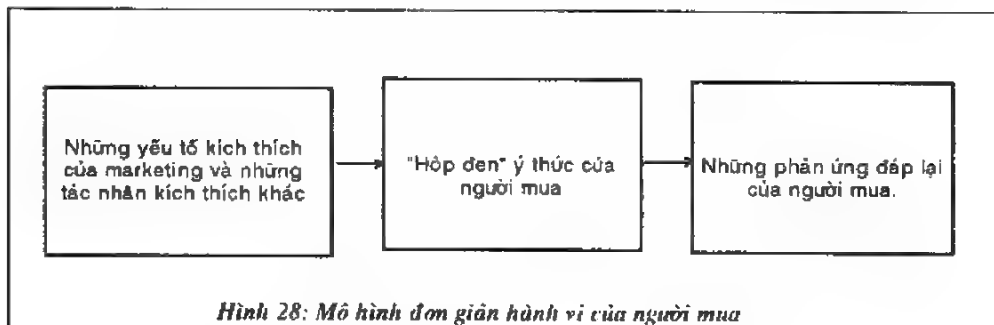 Những yếu tố kích thích
của marketing và những
tác nhân kích thích khác
"Hộp đen" ý thức của
người mua
Những phản ứng đáp lại
của người mua.
Hình 28: Mô hình đơn giản hành vi của người mua